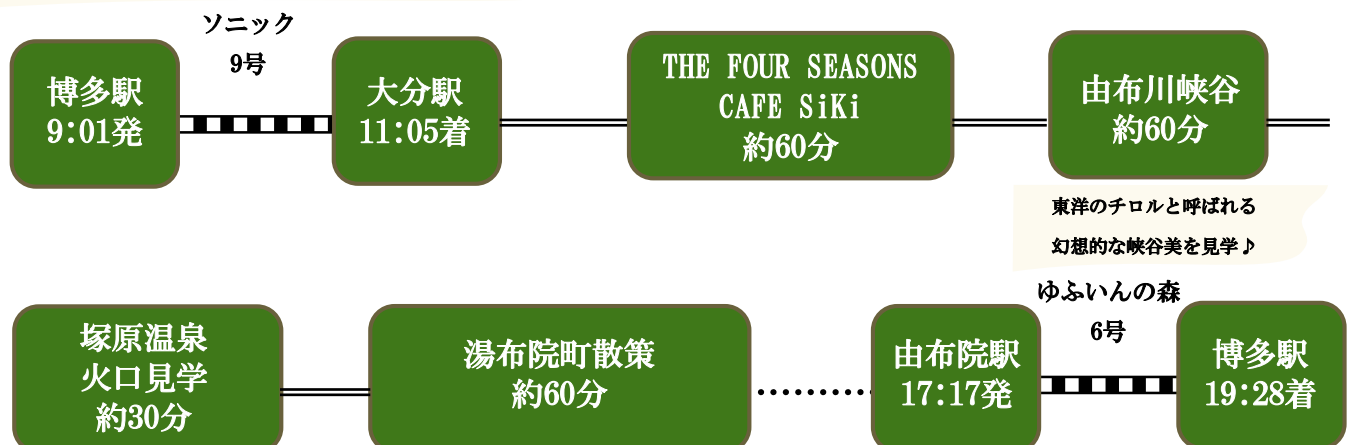 ソニック
9号
博多駅
9:01発
大分駅
11:05着
THE FOUR SEASONS
CAFE SiKi
約60分
由布川峡谷
約60分
東洋のチロルと呼ばれる
幻想的な峡谷美を見学♪
塚原温泉
火口見学
約30分
湯布院町散策
約60分
由布院駅
17:17発
ゆふいんの森
6号
博多駅
19:28着